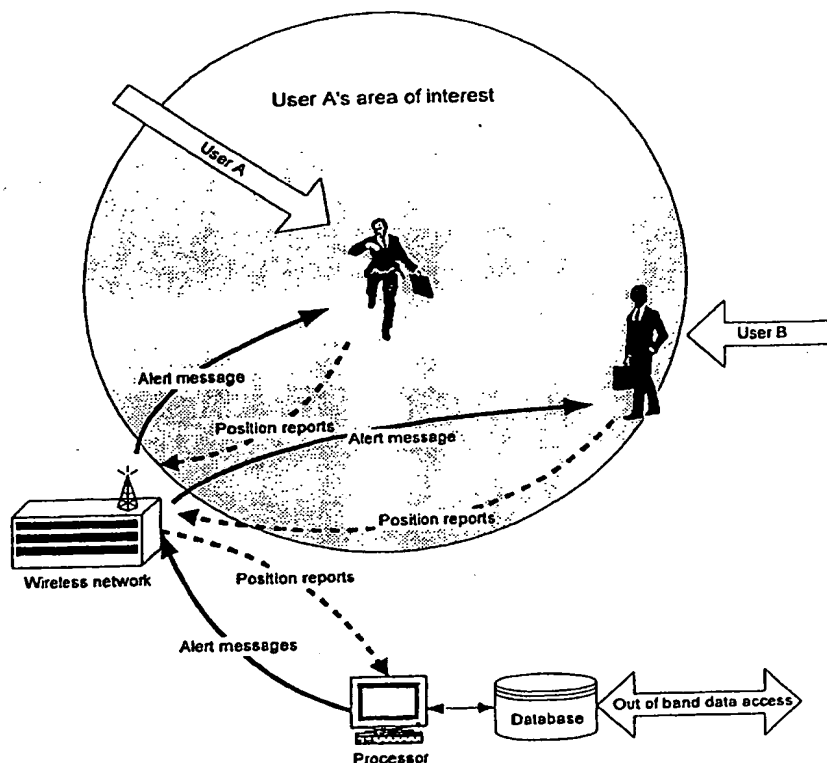 User A's area of interest
User A
User B
Alert message
Position reports
Alert message
Position reports
Wireless network
Position reports
Alert messages
Processor
Database
Out of band data access